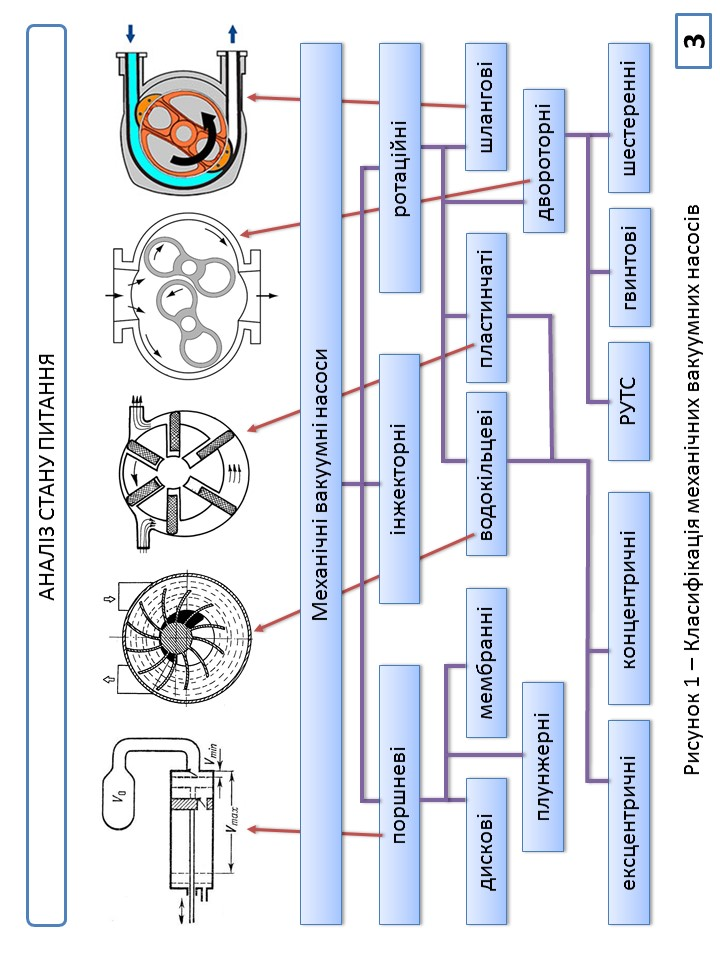 АНАЛІЗ СТАНУ ПИТАННЯ
V₀
Vmin
Vmax
Механічні вакуумні насоси
поршневі
інжекторні
ротаційні
дискові
мембранні
водокільцеві
пластинчаті
шлангові
плунжерні
двороторні
ексцентричні
концентричні
РУТС
гвинтові
шестеренні
Рисунок 1 – Класифікація механічних вакуумних насосів
3